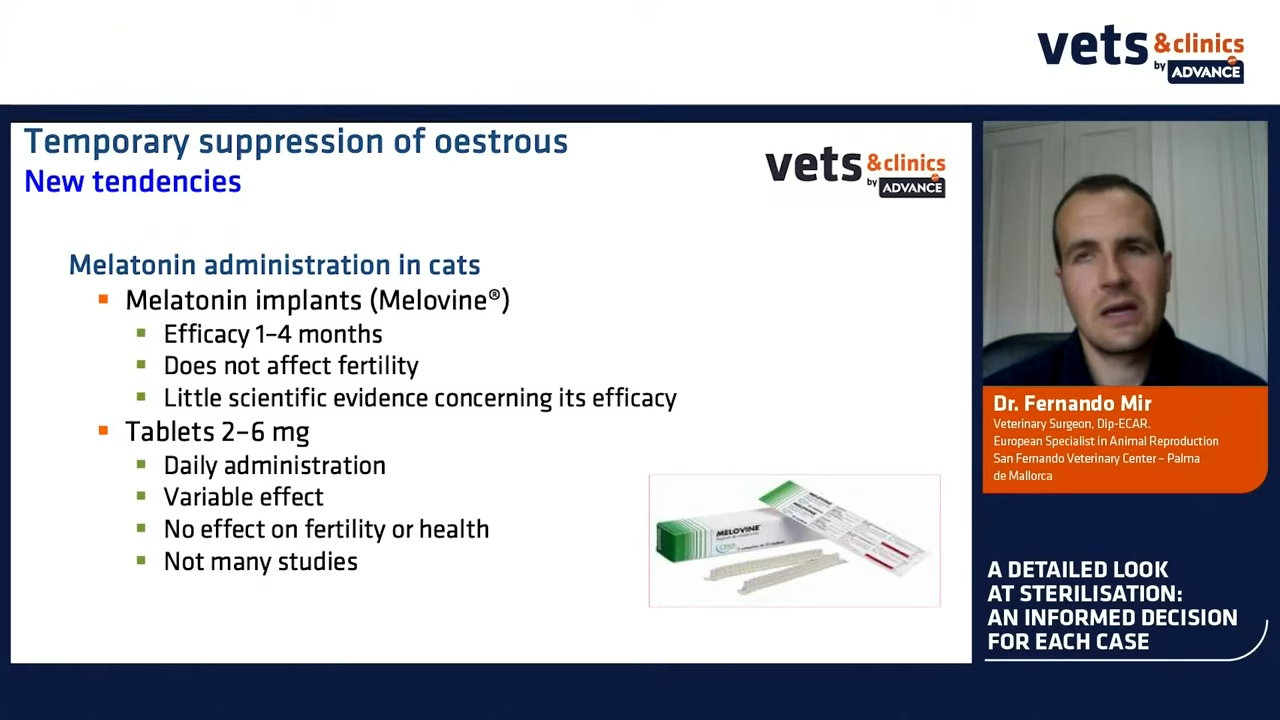 vets &clinics
by ADVANCE
Temporary suppression of oestrous
New tendencies
vets &clinics
by ADVANCE
Melatonin administration in cats
Melatonin implants (Melovine®)
Efficacy 1–4 months
Does not affect fertility
Little scientific evidence concerning its efficacy
Tablets 2–6 mg
Daily administration
Variable effect
No effect on fertility or health
Not many studies
MELOVINE
MELOVINE
Dr. Fernando Mir
Veterinary Surgeon, Dip-ECAR.
European Specialist in Animal Reproduction
San Fernando Veterinary Center – Palma
de Mallorca
A DETAILED LOOK
AT STERILISATION:
AN INFORMED DECISION
FOR EACH CASE